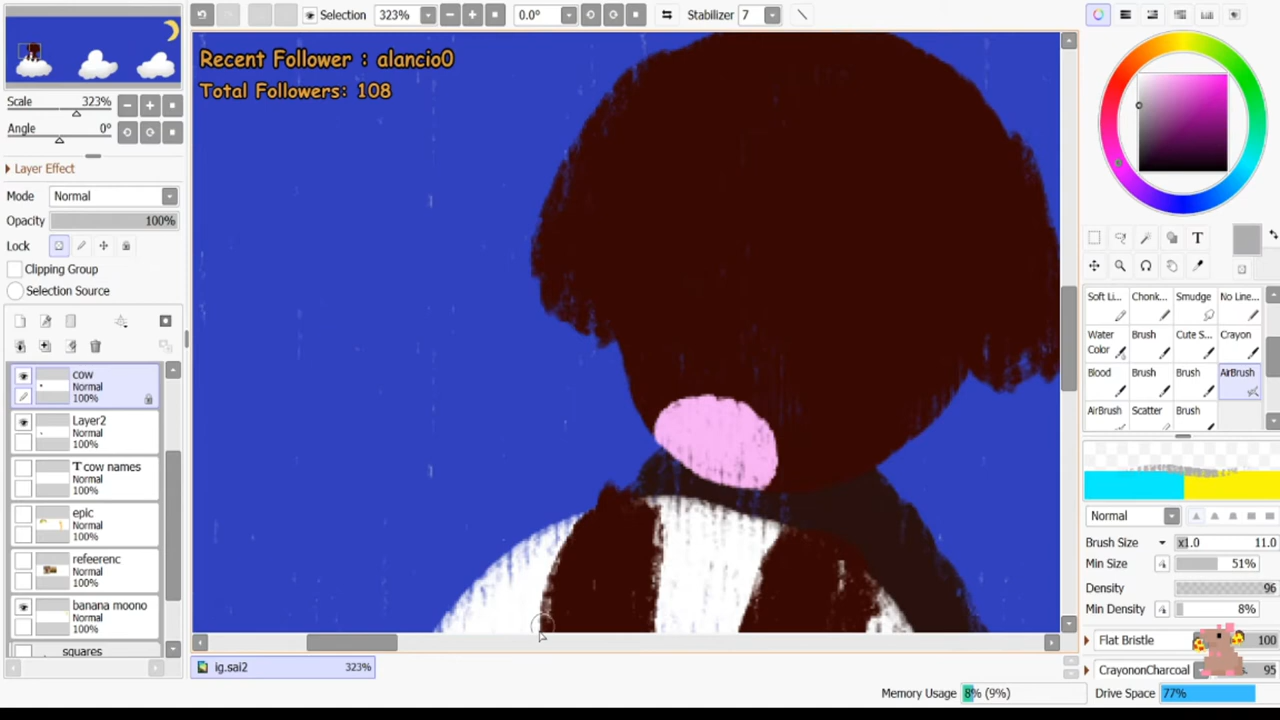 Selection 323% 0.0° Stabilizer 7
Recent Follower : alancio0
Total Followers: 108
Scale 323%
Angle 0°
Layer Effect
Mode Normal
Opacity 100%
Lock
Clipping Group
Selection Source
cow
Normal
100%
Layer2
Normal
100%
T cow names
Normal
100%
epic
Normal
100%
refeerenc
Normal
100%
banana moono
Normal
100%
squares
ig.sai2 323%
Memory Usage 8% (9%)
Drive Space 77%
T
Soft Li... Chonk... Smudge No Line...
Water Color Brush Cute S... Crayon
Blood Brush Brush AirBrush
AirBrush Scatter Brush
Normal
Brush Size x1.0 11.0
Min Size 51%
Density 96
Min Density 8%
Flat Bristle 100
CrayononCharcoal 95